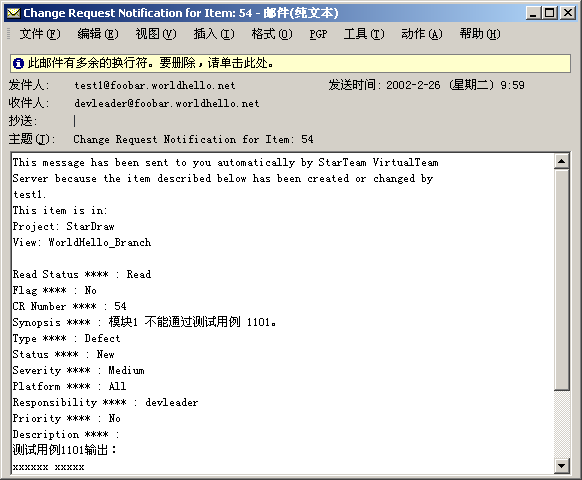 Change Request Notification for Item: 54 - 邮件(纯文本)
文件(F) 编辑(E) 视图(V) 插入(I) 格式(O) PGP 工具(T) 动作(A) 帮助(H)
此邮件有多余的换行符。要删除，请单击此处。
发件人: test1@foobar.worldhello.net 发送时间: 2002-2-26 (星期二) 9:59
收件人: devleader@foobar.worldhello.net
抄送:
主题(J): Change Request Notification for Item: 54
This message has been sent to you automatically by StarTeam VirtualTeam
Server because the item described below has been created or changed by
test1.
This item is in:
Project: StarDraw
View: WorldHello_Branch
Read Status **** : Read
Flag **** : No
CR Number **** : 54
Synopsis **** : 模块1 不能通过测试用例 1101。
Type **** : Defect
Status **** : New
Severity **** : Medium
Platform **** : All
Responsibility **** : devleader
Priority **** : No
Description **** :
测试用例1101输出：
xxxxxx xxxxx